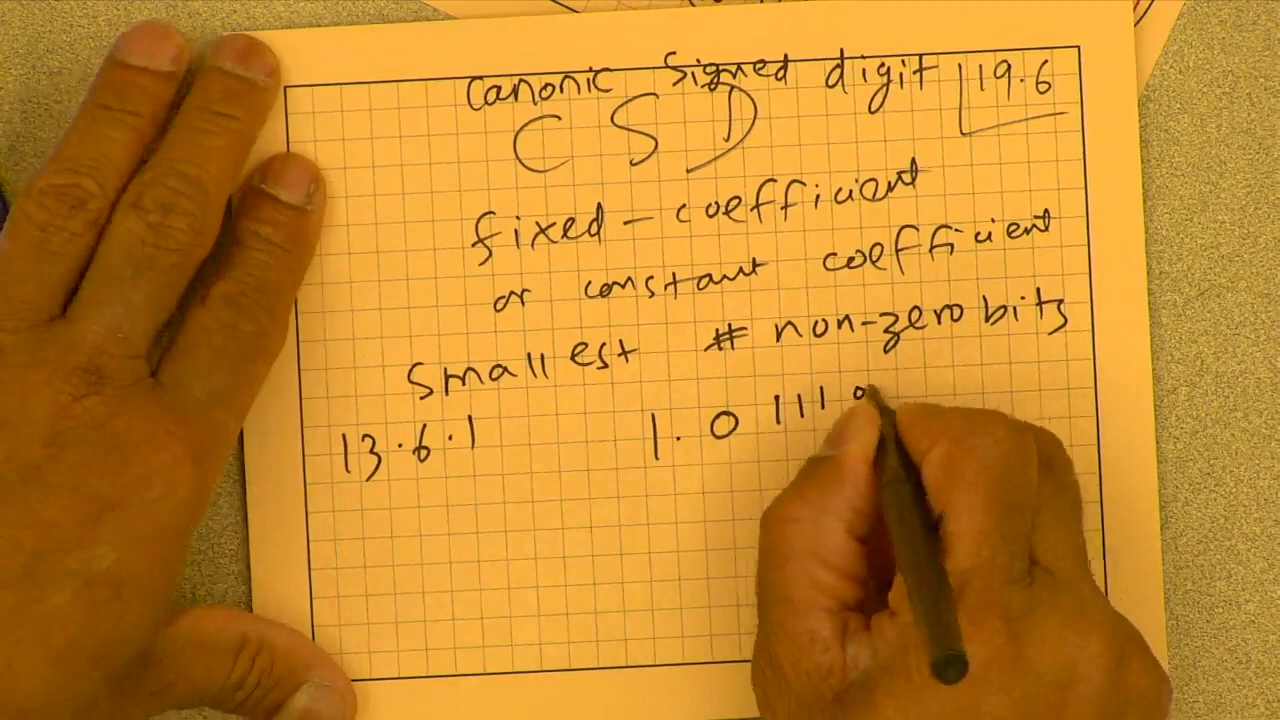 canonic signed digit 19.6
CSD
fixed-coefficient
or constant coefficient
smallest # non-zero bits
13.6.1 1.01110